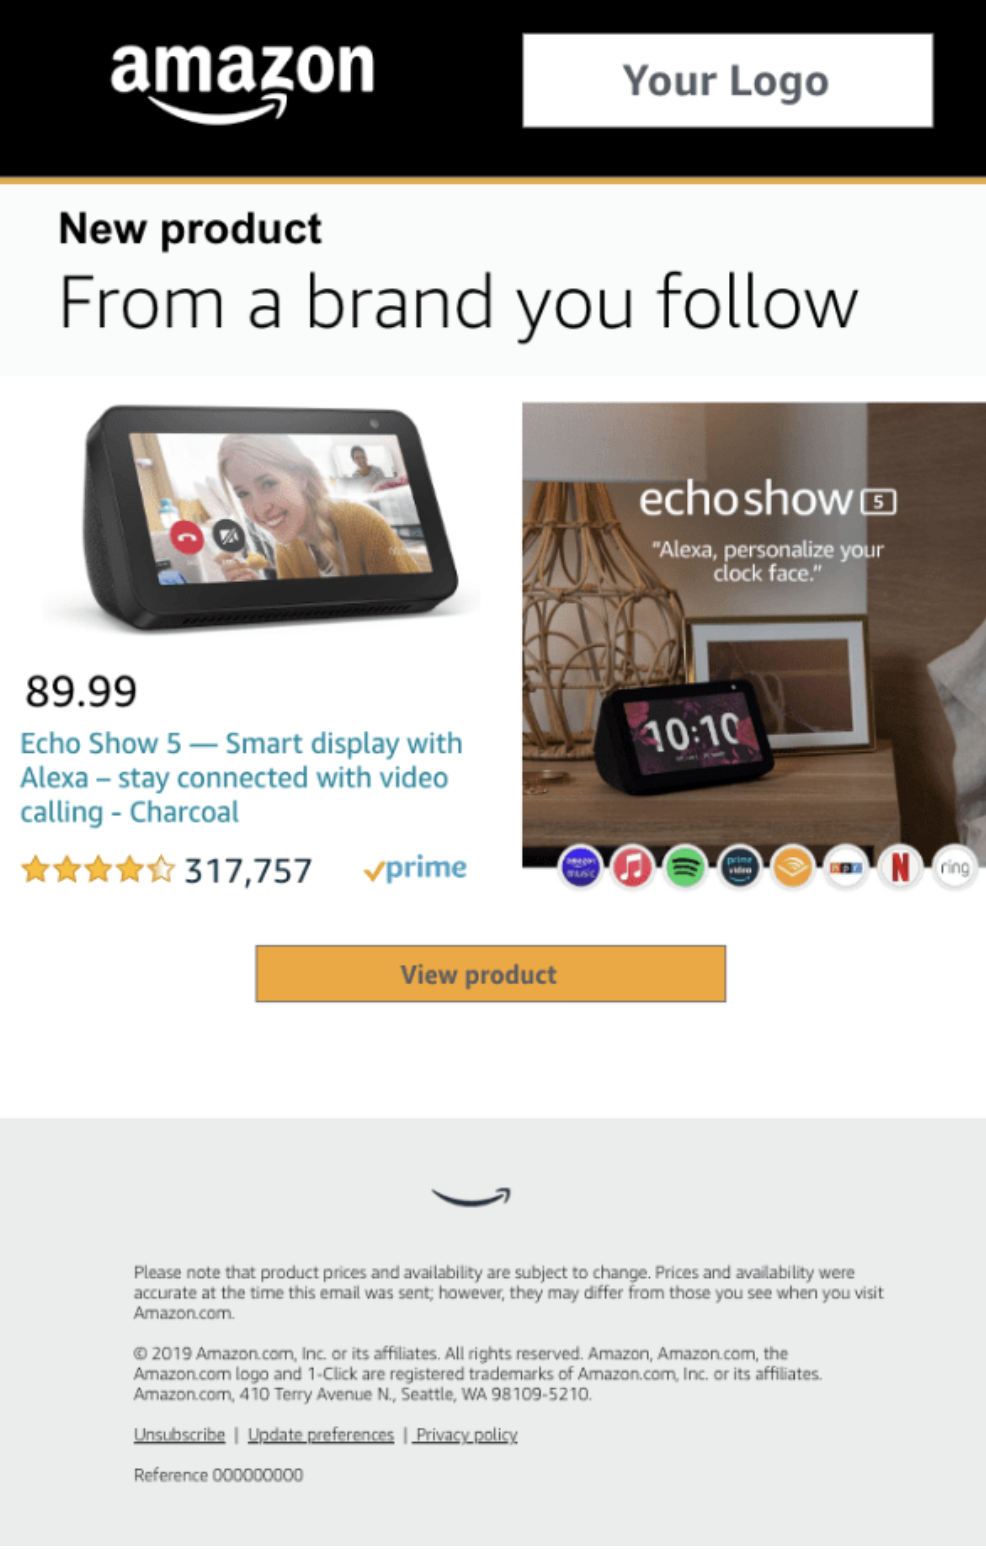 amazon
Your Logo
New product
From a brand you follow
echo show 5
"Alexa, personalize your
clock face."
10:10
89.99
Echo Show 5 — Smart display with
Alexa – stay connected with video
calling - Charcoal
317,757
prime
amazon music
prime video
npr
N
ring
View product
Please note that product prices and availability are subject to change. Prices and availability were
accurate at the time this email was sent; however, they may differ from those you see when you visit
Amazon.com.
© 2019 Amazon.com, Inc. or its affiliates. All rights reserved. Amazon, Amazon.com, the
Amazon.com logo and 1-Click are registered trademarks of Amazon.com, Inc. or its affiliates.
Amazon.com, 410 Terry Avenue N., Seattle, WA 98109-5210.
Unsubscribe | Update preferences | Privacy policy
Reference 000000000